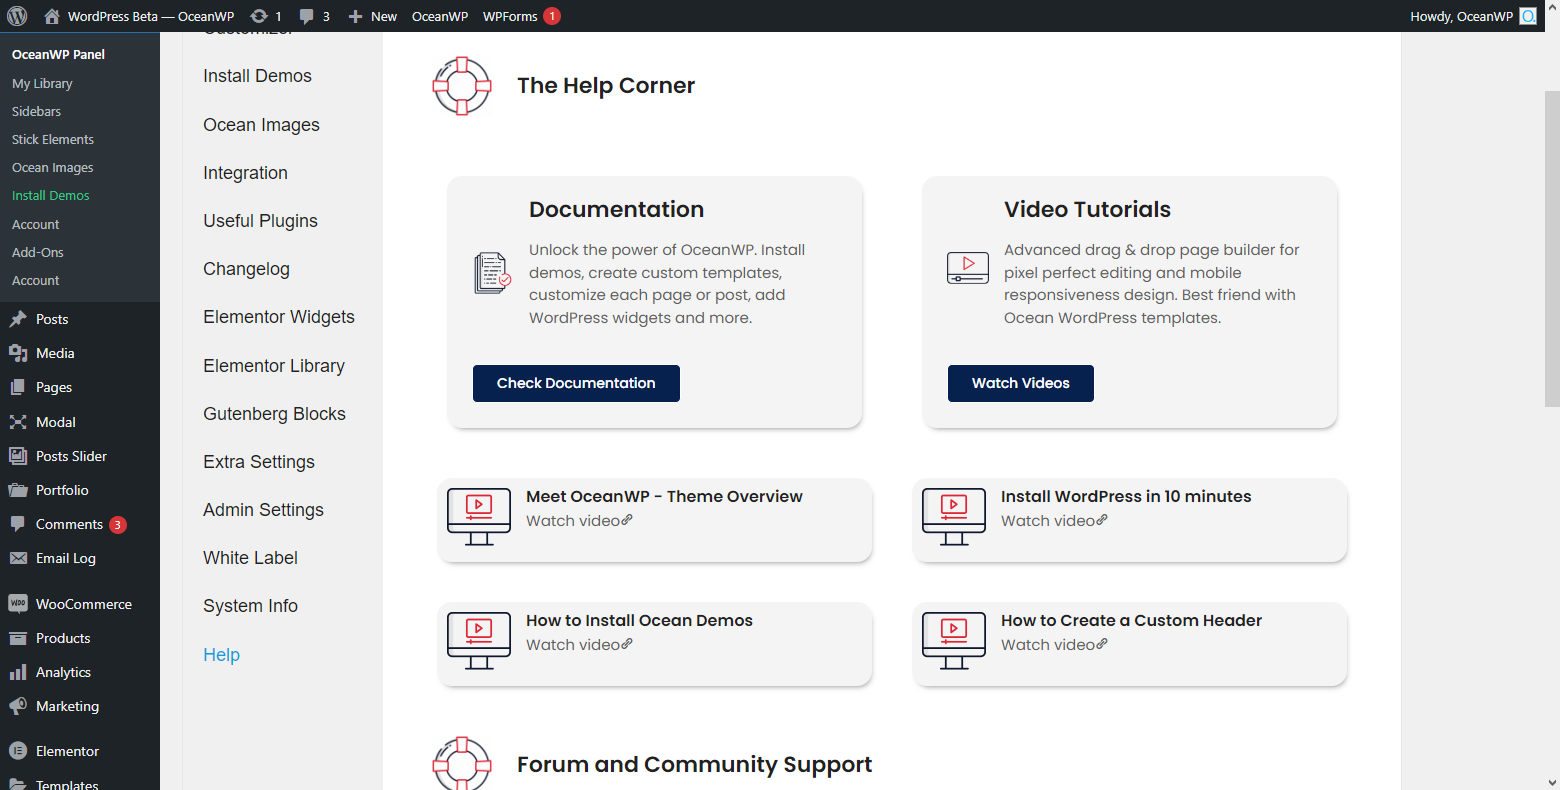 WordPress Beta — OceanWP 1 3 New OceanWP WPForms 1 Howdy, OceanWP
OceanWP Panel
My Library
Sidebars
Stick Elements
Ocean Images
Install Demos
Account
Add-Ons
Account
Posts
Media
Pages
Modal
Posts Slider
Portfolio
Comments 3
Email Log
WooCommerce
Products
Analytics
Marketing
Elementor
Templates
Customizer
Install Demos
Ocean Images
Integration
Useful Plugins
Changelog
Elementor Widgets
Elementor Library
Gutenberg Blocks
Extra Settings
Admin Settings
White Label
System Info
Help
The Help Corner
Documentation
Unlock the power of OceanWP. Install
demos, create custom templates,
customize each page or post, add
WordPress widgets and more.
Check Documentation
Video Tutorials
Advanced drag & drop page builder for
pixel perfect editing and mobile
responsiveness design. Best friend with
Ocean WordPress templates.
Watch Videos
Meet OceanWP - Theme Overview
Watch video
Install WordPress in 10 minutes
Watch video
How to Install Ocean Demos
Watch video
How to Create a Custom Header
Watch video
Forum and Community Support